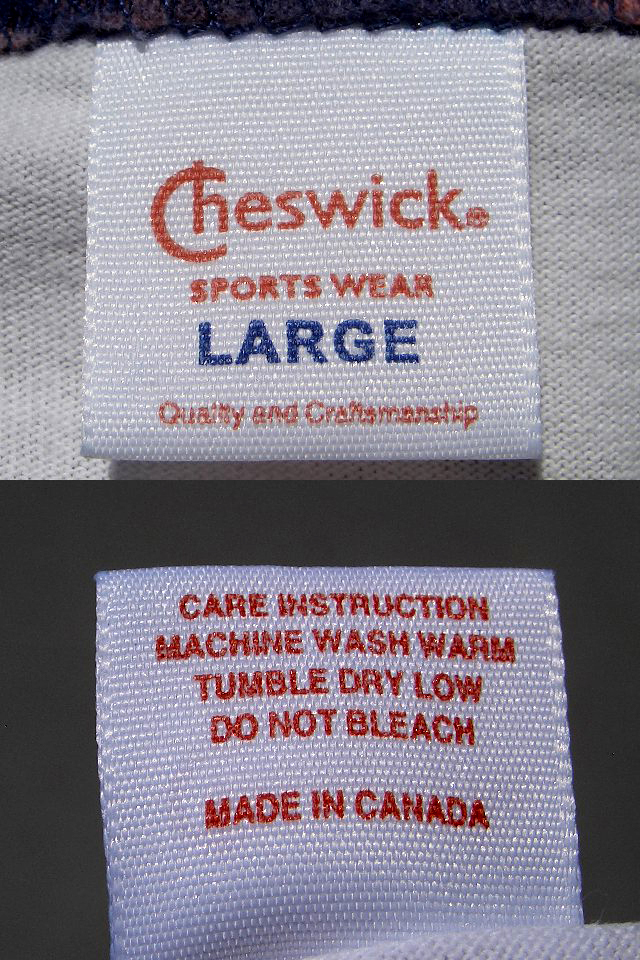 Cheswick®
SPORTS WEAR
LARGE
Quality and Craftsmanship
CARE INSTRUCTION
MACHINE WASH WARM
TUMBLE DRY LOW
DO NOT BLEACH
MADE IN CANADA